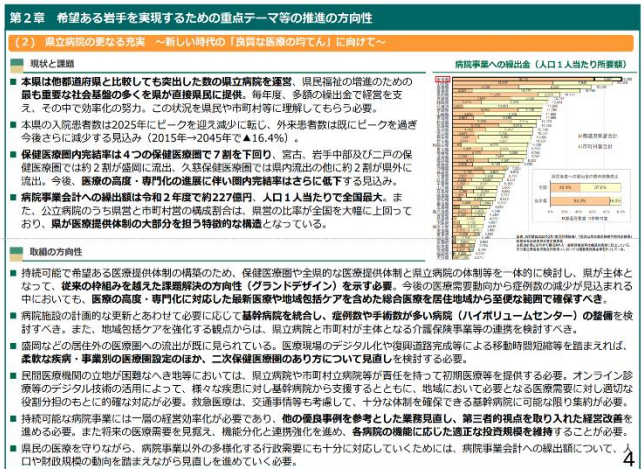 第２章　希望ある岩手を実現するための重点テーマ等の推進の方向性
（２）　県立病院の更なる充実　～新しい時代の「良質な医療の均てん」に向けて～
現状と課題
■ 本県は他都道府県と比較しても突出した数の県立病院を運営、県民福祉の増進のための
最も重要な社会基盤の多くを県が直接県民に提供。毎年度、多額の繰出金で経営を支
え、その中で効率化の努力。この状況を県民や市町村等に理解してもらう必要。
■ 本県の入院患者数は2025年にピークを迎え減少に転じ、外来患者数は既にピークを過ぎ
今後さらに減少する見込み（2015年→2045年で▲16.4%）。
■ 保健医療圏内完結率は４つの保健医療圏で７割を下回り、宮古、岩手中部及び二戸の保
健医療圏では約２割が盛岡に流出。久慈保健医療圏では県内流出の他に約２割が県外に
流出。今後、医療の高度・専門化の進展に伴い圏内完結率はさらに低下する見込み。
■ 病院事業会計への繰出額は令和２年度で約227億円、人口１人当たりで全国最大。ま
た、公立病院のうち県営と市町村営の構成割合は、県営の比率が全国を大幅に上回って
おり、県が医療提供体制の大部分を担う特徴的な構造となっている。
病院事業への繰出金（人口１人当たり所要額）
取組の方向性
■ 持続可能で希望ある医療提供体制の構築のため、保健医療圏や全県的な医療提供体制と県立病院の体制等を一体的に検討し、県が主体と
なって、従来の枠組みを越えた課題解決の方向性（グランドデザイン）を示す必要。今後の医療需要動向から症例数の減少が見込まれる
中においても、医療の高度・専門化に対応した最新医療や地域包括ケアを含めた総合医療を居住地域から至便な範囲で確保すべき。
■ 病院施設の計画的な更新とあわせて必要に応じて基幹病院を統合し、症例数や手術数が多い病院（ハイボリュームセンター）の整備を検
討すべき。また、地域包括ケアを強化する観点からは、県立病院と市町村が主体となる介護保険事業等の連携を検討すべき。
■ 盛岡などの居住外の医療圏への流出が既に見られている。医療現場のデジタル化や復興道路完成等による移動時間短縮等を踏まえれば、
柔軟な疾病・事業別の医療圏設定のほか、二次保健医療圏のあり方について見直しを検討する必要。
■ 民間医療機関の立地が困難なへき地等においては、県立病院や市町村立病院等が責任を持って初期医療等を提供する必要。オンライン診
療等のデジタル技術の活用によって、様々な疾患に対し基幹病院から支援するとともに、地域において必要となる医療需要に対し適切な
役割分担のもとに的確な対応が必要。救急医療は、交通事情等も考慮して、十分な体制を確保できる基幹病院に可能な限り集約が必要。
■ 持続可能な病院事業には一層の経営効率化が必要であり、他の優良事例を参考とした業務見直し、第三者的視点を取り入れた経営改善を
進める必要。また将来の医療需要を見据え、機能分化と連携強化を進め、各病院の機能に応じた適正な投資規模を維持することが必要。
■ 県民の医療を守りながら、病院事業以外の多様化する行政需要にも十分に対応していくためには、病院事業会計への繰出額について、人
口や財政規模の動向を踏まえながら見直しを進めていく必要。
4